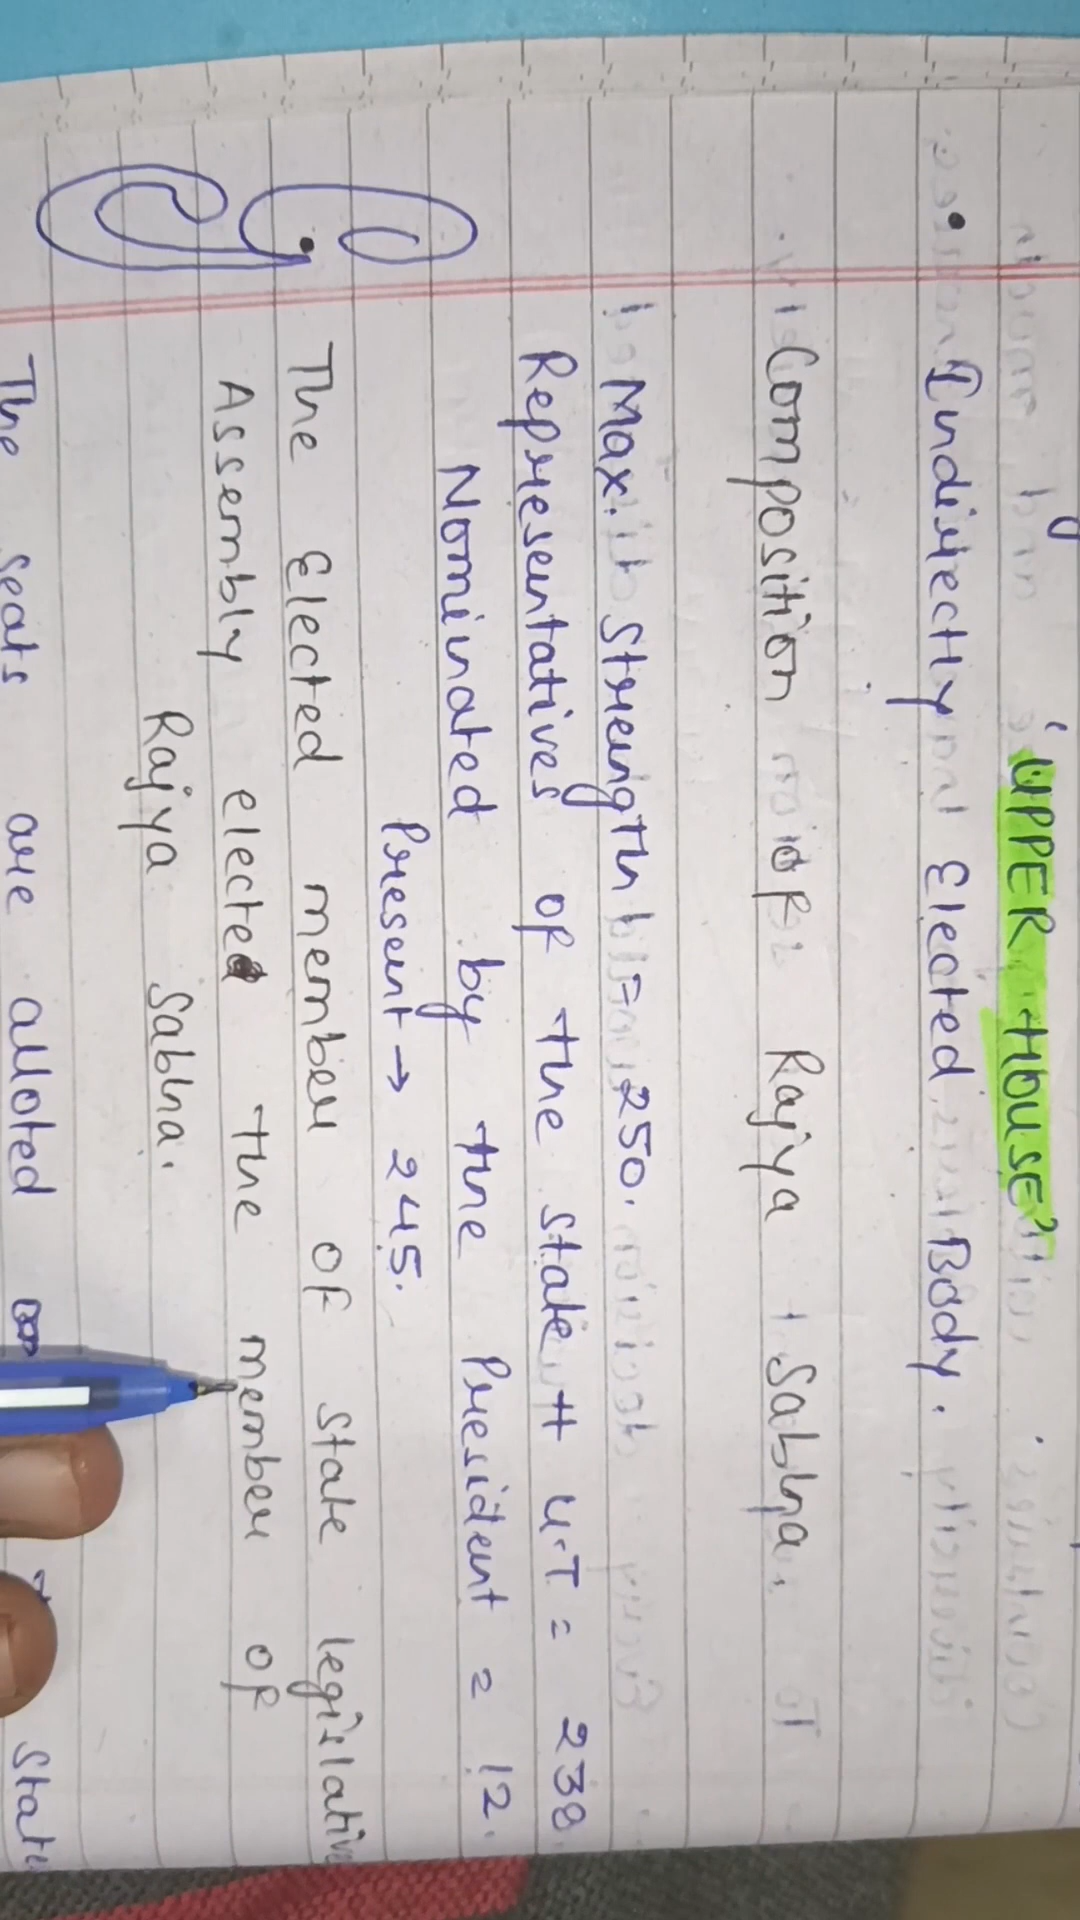 'UPPER HOUSE'
• Indirectly Elected Body.
Composition of Rajya Sabha.
Max. Strength = 250.
Representatives of the state + U.T = 238
Nominated by the President = 12.
Present → 245.
• The Elected member of state legislative
Assembly elected the member of
Rajya Sabha.
The seats are alloted